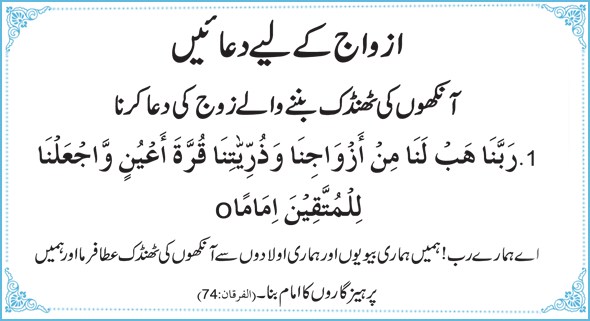 ازواج کے لیے دعائیں
آنکھوں کی ٹھنڈک بننے والے زوج کی دعا کرنا
1. رَبَّنَا هَبْ لَنَا مِنْ أَزْوَاجِنَا وَذُرِّيّٰتِنَا قُرَّةَ أَعْيُنٍ وَّاجْعَلْنَا
لِلْمُتَّقِيْنَ اِمَامًاO
اے ہمارے رب! ہمیں ہماری بیویوں اور ہماری اولادوں سے آنکھوں کی ٹھنڈک عطا فرما اور ہمیں
پرہیزگاروں کا امام بنا۔ (الفرقان:74)